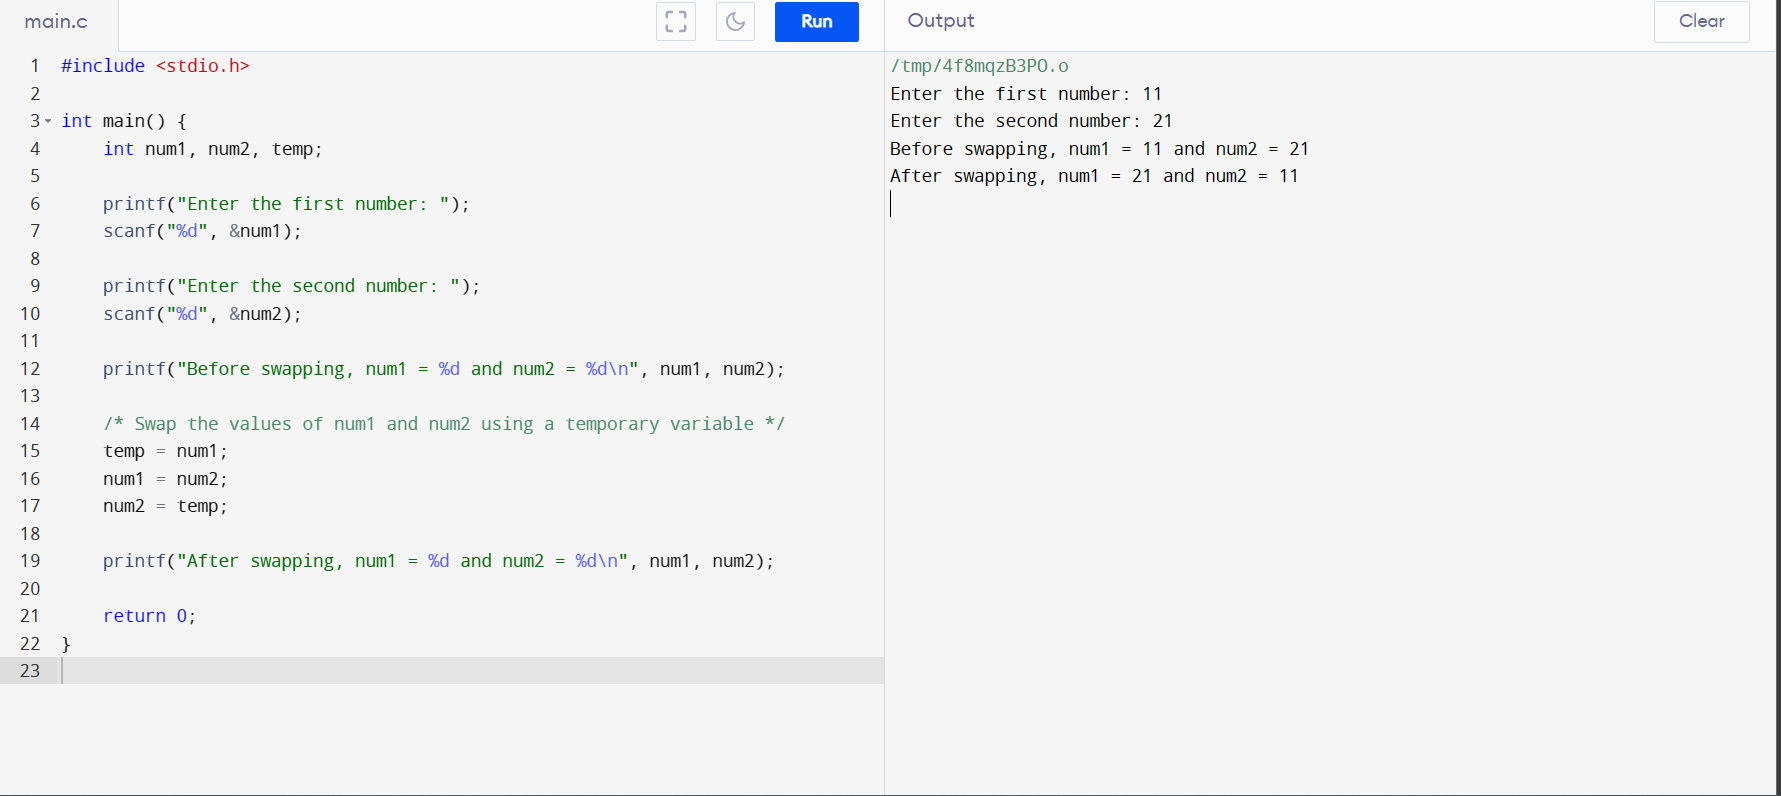 main.c
Run
Output
Clear
1 #include <stdio.h>
2
3 int main() {
4     int num1, num2, temp;
5
6     printf("Enter the first number: ");
7     scanf("%d", &num1);
8
9     printf("Enter the second number: ");
10     scanf("%d", &num2);
11
12     printf("Before swapping, num1 = %d and num2 = %d\n", num1, num2);
13
14     /* Swap the values of num1 and num2 using a temporary variable */
15     temp = num1;
16     num1 = num2;
17     num2 = temp;
18
19     printf("After swapping, num1 = %d and num2 = %d\n", num1, num2);
20
21     return 0;
22 }
23
/tmp/4f8mqzB3PO.o
Enter the first number: 11
Enter the second number: 21
Before swapping, num1 = 11 and num2 = 21
After swapping, num1 = 21 and num2 = 11